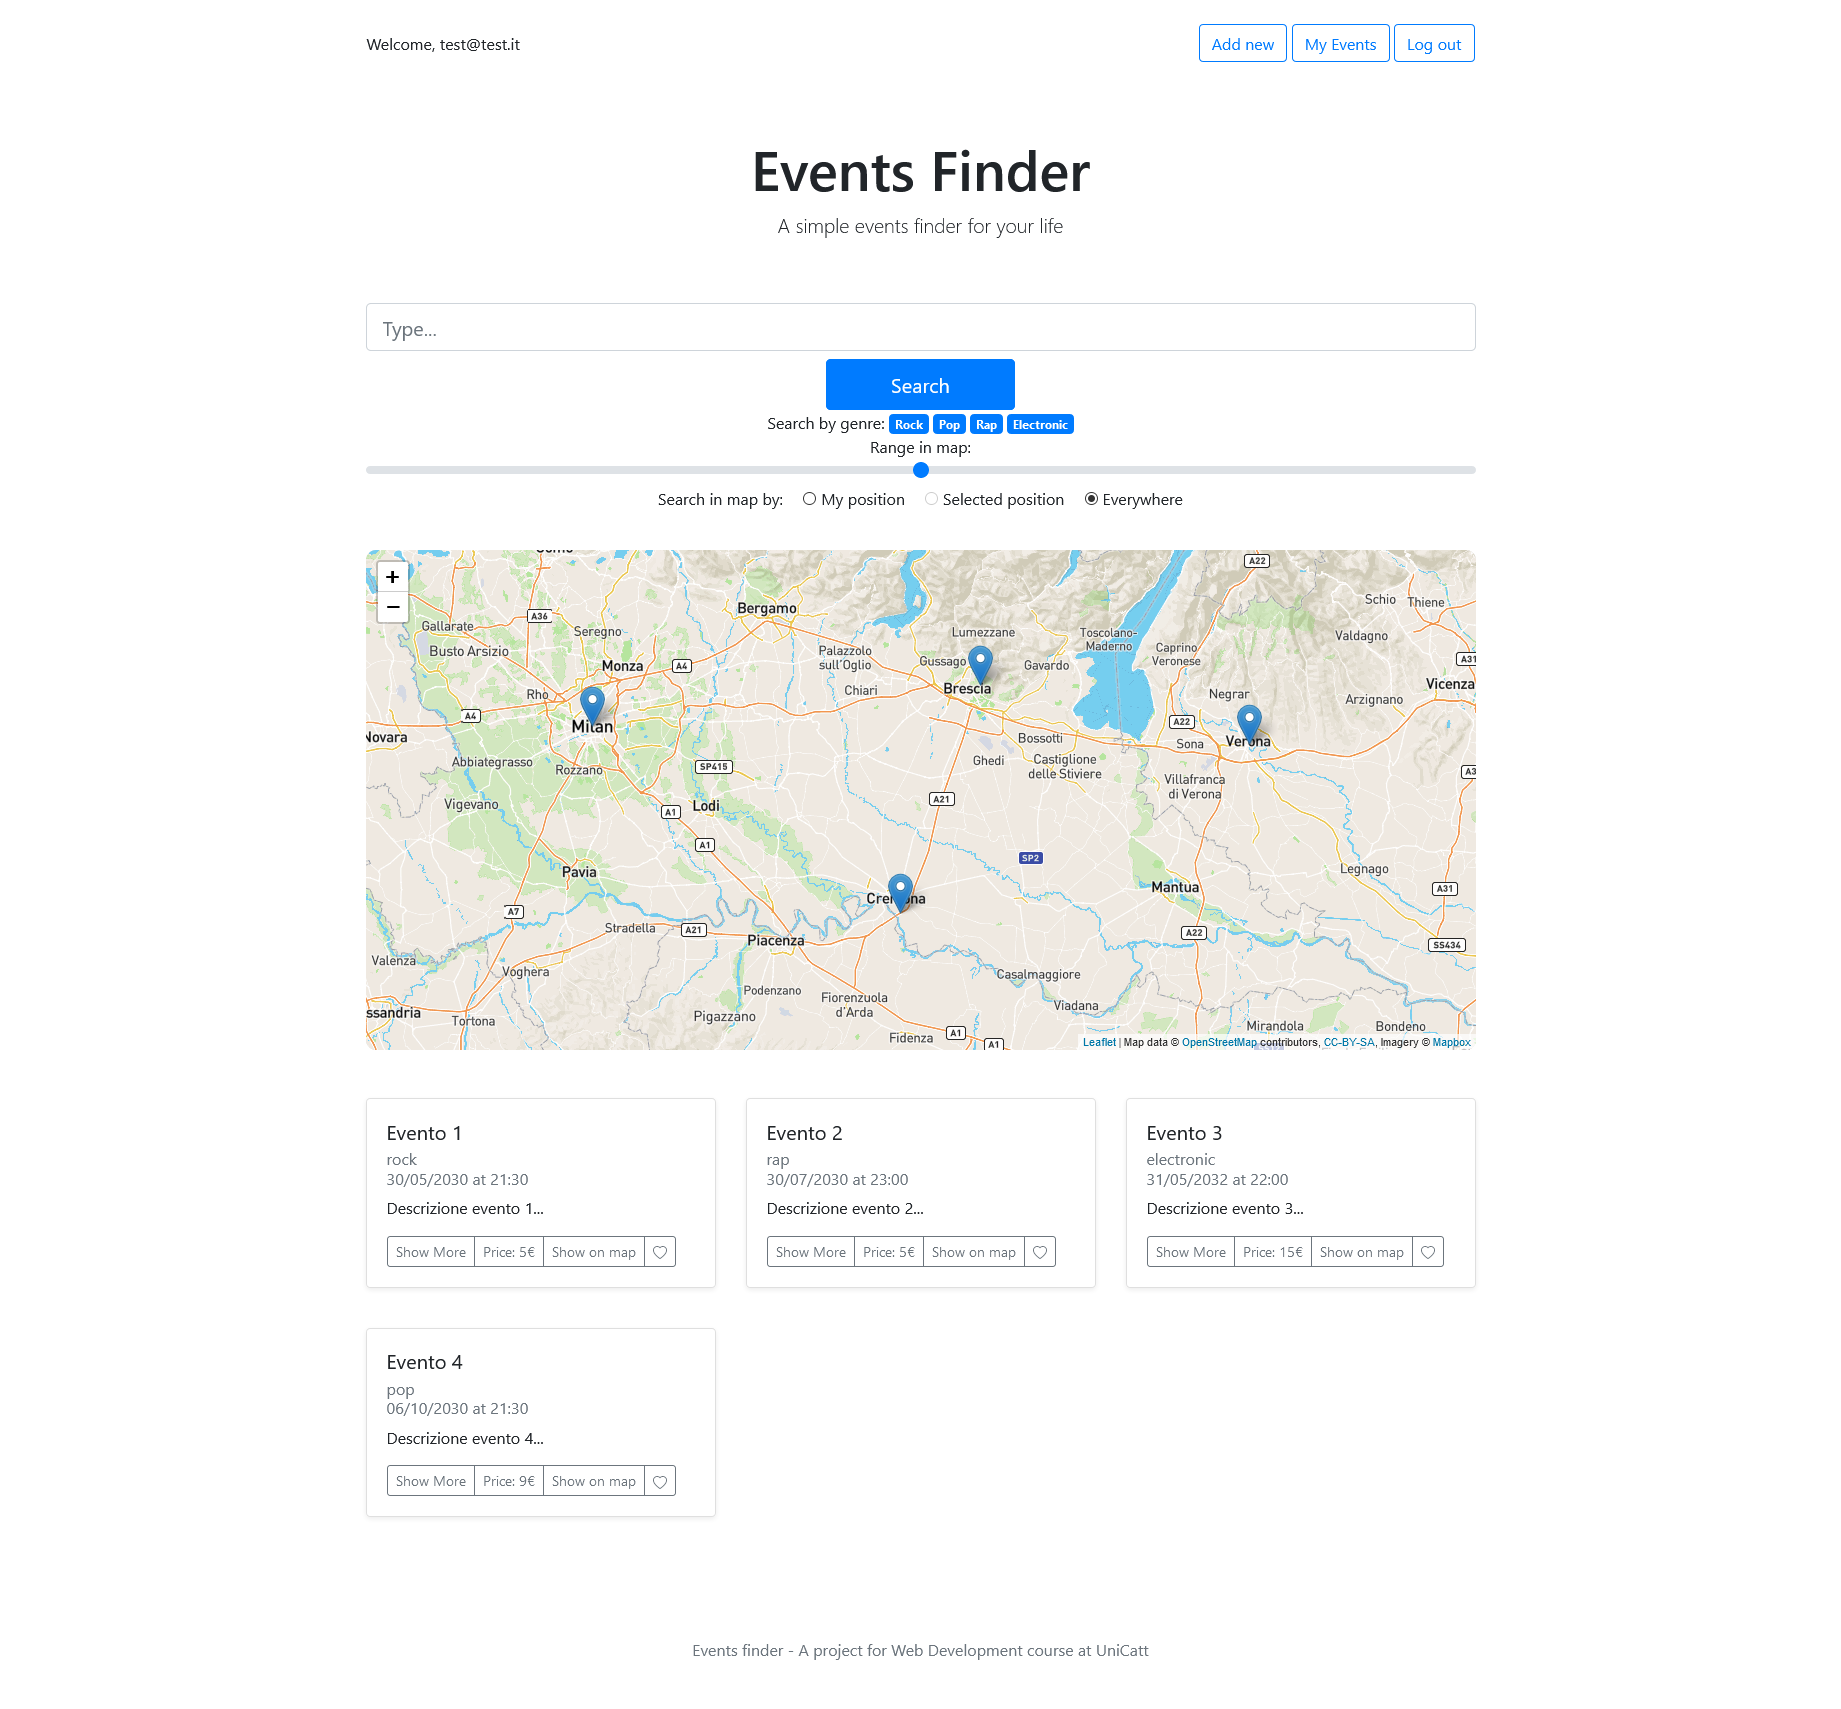 Welcome, test@test.it
Add new
My Events
Log out
Events Finder
A simple events finder for your life
Type...
Search
Search by genre: Rock Pop Rap Electronic
Range in map:
Search in map by: My position Selected position Everywhere
+
−
A22
Bergamo
Schio
Thiene
A36
Gallarate
Seregno
Lumezzane
Toscolano-
Maderno
Valdagno
Busto Arsizio
Palazzolo
sull'Oglio
Caprino
Veronese
Monza
A4
Gussago
Gavardo
A31
Rho
Chiari
Brescia
Negrar
Arzignano
Vicenza
A4
Milan
A22
Novara
Bossotti
Sona
Verona
Abbiategrasso
Rozzano
SP415
Ghedi
Castiglione
delle Stiviere
Villafranca
di Verona
Vigevano
Lodi
A1
A21
A1
SP2
Pavia
Legnago
Mantua
A31
Cremona
A7
Stradella
A21
Piacenza
A22
SS434
Valenza
Voghera
Casalmaggiore
Podenzano
Fiorenzuola
d'Arda
Viadana
ssandria
Tortona
Pigazzano
Fidenza
A1
A1
Mirandola
Bondeno
Leaflet | Map data © OpenStreetMap contributors, CC-BY-SA, Imagery © Mapbox
Evento 1
rock
30/05/2030 at 21:30
Descrizione evento 1...
Show More Price: 5€ Show on map
Evento 2
rap
30/07/2030 at 23:00
Descrizione evento 2...
Show More Price: 5€ Show on map
Evento 3
electronic
31/05/2032 at 22:00
Descrizione evento 3...
Show More Price: 15€ Show on map
Evento 4
pop
06/10/2030 at 21:30
Descrizione evento 4...
Show More Price: 9€ Show on map
Events finder - A project for Web Development course at UniCatt